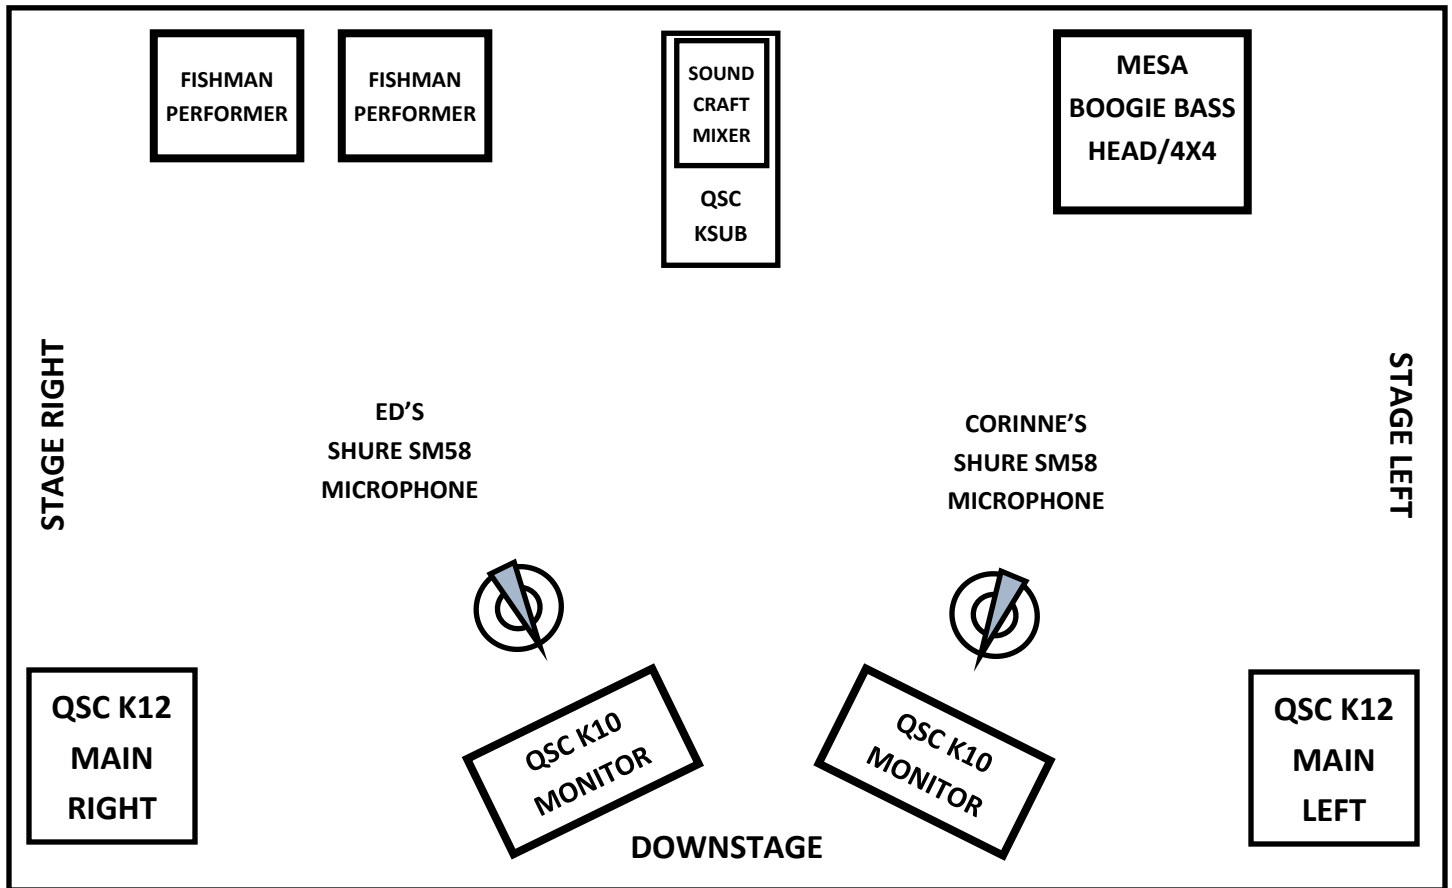 FISHMAN
PERFORMER
FISHMAN
PERFORMER
SOUND
CRAFT
MIXER
QSC
KSUB
MESA
BOOGIE BASS
HEAD/4X4
STAGE RIGHT
ED’S
SHURE SM58
MICROPHONE
CORINNE’S
SHURE SM58
MICROPHONE
STAGE LEFT
QSC K12
MAIN
RIGHT
QSC K10
MONITOR
QSC K10
MONITOR
QSC K12
MAIN
LEFT
DOWNSTAGE